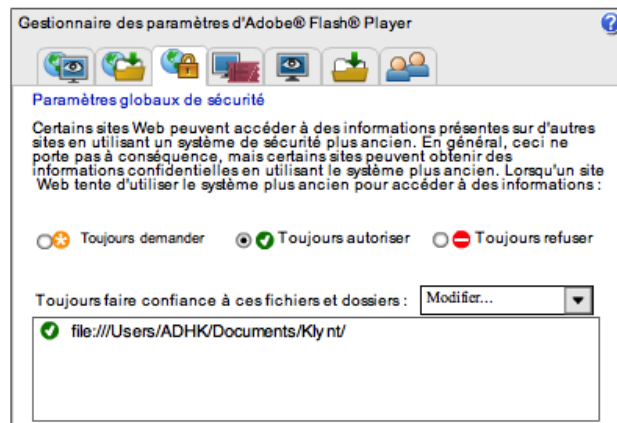 Gestionnaire des paramètres d'Adobe® Flash® Player
?
Paramètres globaux de sécurité
Certains sites Web peuvent accéder à des informations présentes sur d'autres
sites en utilisant un système de sécurité plus ancien. En général, ceci ne
porte pas à conséquence, mais certains sites peuvent obtenir des
informations confidentielles en utilisant le système plus ancien. Lorsqu'un site
Web tente d'utiliser le système plus ancien pour accéder à des informations :
Toujours demander Toujours autoriser Toujours refuser
Toujours faire confiance à ces fichiers et dossiers : Modifier...
file:///Users/ADHK/Documents/Klynt/